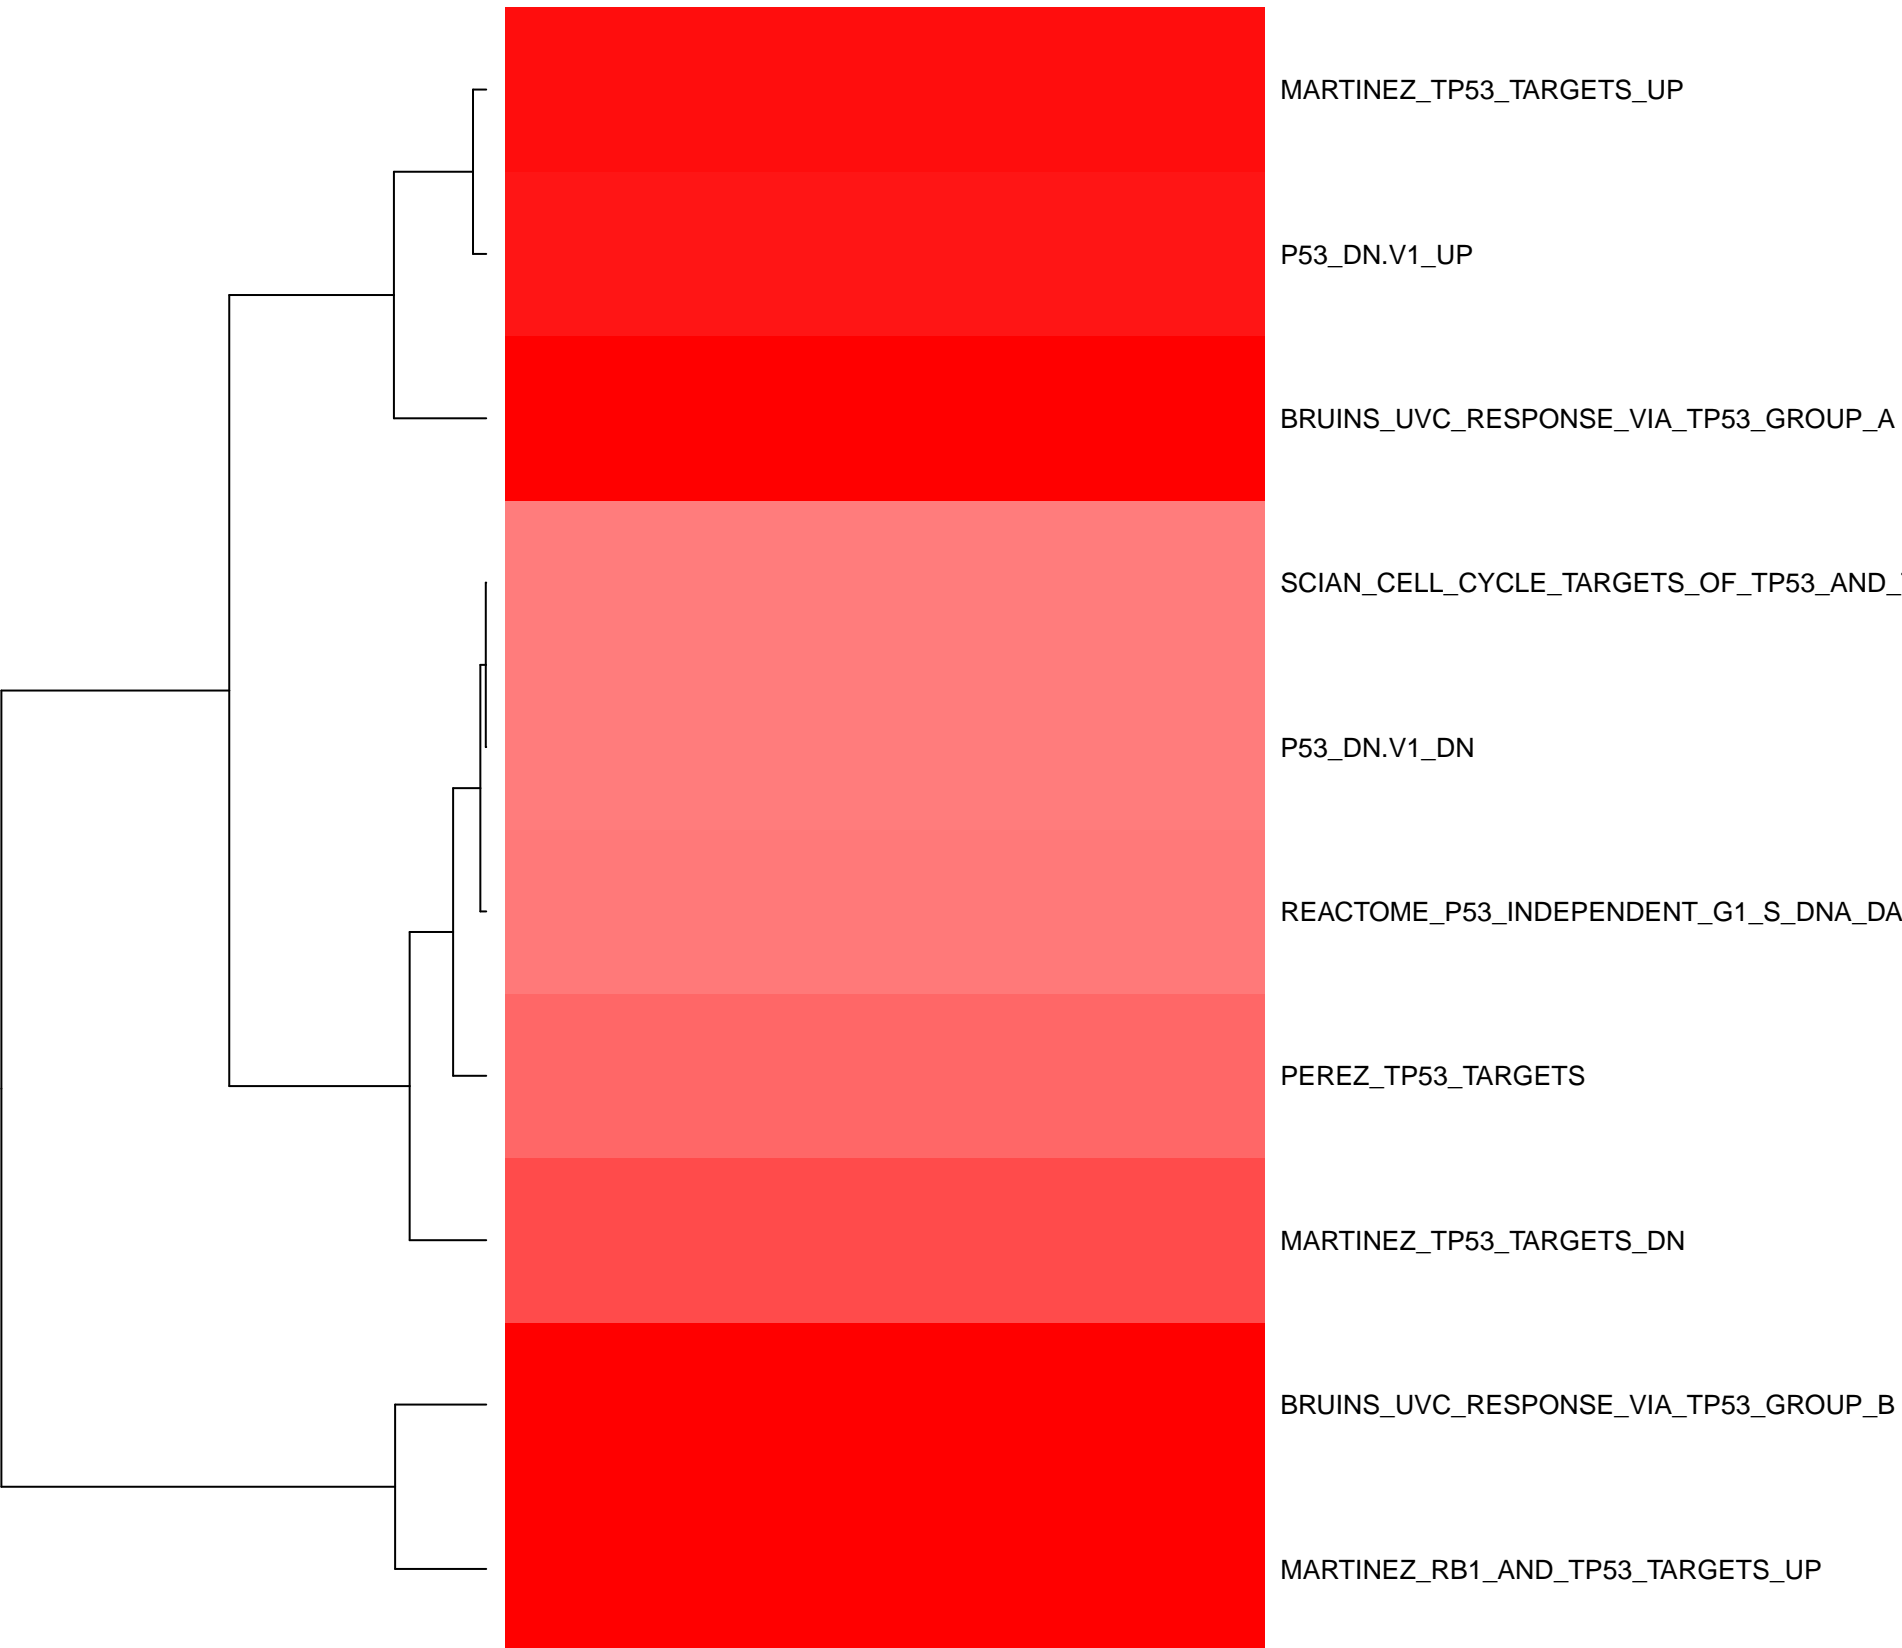 MARTINEZ_TP53_TARGETS_UP
P53_DN.V1_UP
BRUINS_UVC_RESPONSE_VIA_TP53_GROUP_A
SCIAN_CELL_CYCLE_TARGETS_OF_TP53_AND_
P53_DN.V1_DN
REACTOME_P53_INDEPENDENT_G1_S_DNA_DA
PEREZ_TP53_TARGETS
MARTINEZ_TP53_TARGETS_DN
BRUINS_UVC_RESPONSE_VIA_TP53_GROUP_B
MARTINEZ_RB1_AND_TP53_TARGETS_UP